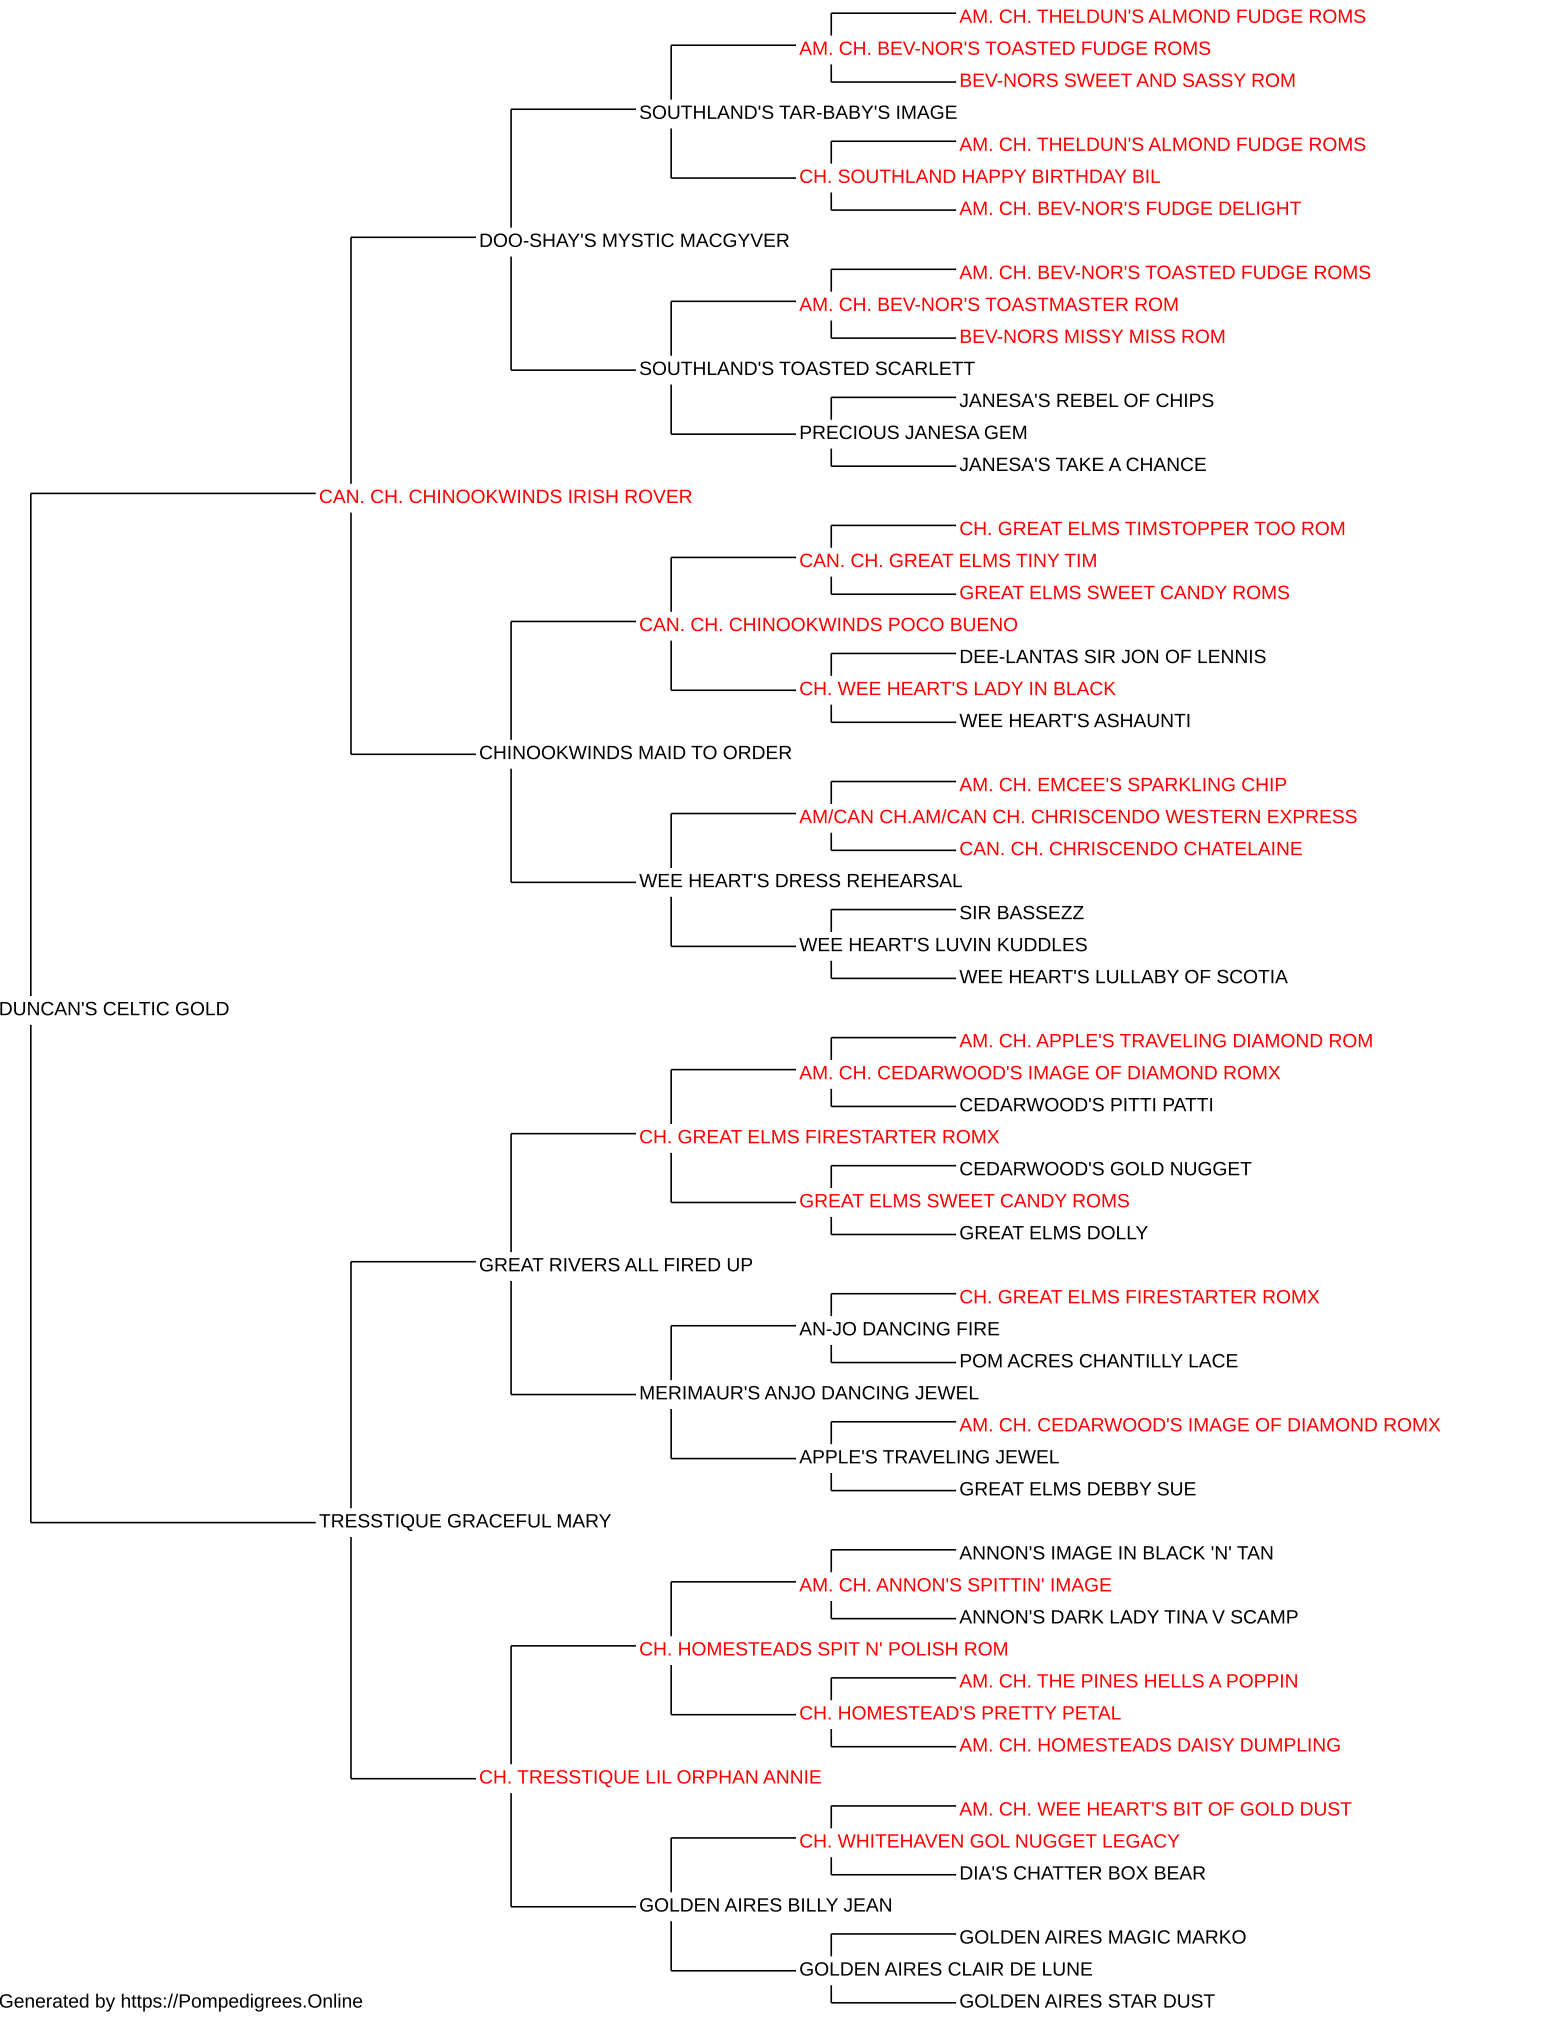 AM. CH. THELDUN'S ALMOND FUDGE ROMS
AM. CH. BEV-NOR'S TOASTED FUDGE ROMS
BEV-NORS SWEET AND SASSY ROM
SOUTHLAND'S TAR-BABY'S IMAGE
AM. CH. THELDUN'S ALMOND FUDGE ROMS
CH. SOUTHLAND HAPPY BIRTHDAY BIL
AM. CH. BEV-NOR'S FUDGE DELIGHT
DOO-SHAY'S MYSTIC MACGYVER
AM. CH. BEV-NOR'S TOASTED FUDGE ROMS
AM. CH. BEV-NOR'S TOASTMASTER ROM
BEV-NORS MISSY MISS ROM
SOUTHLAND'S TOASTED SCARLETT
JANESA'S REBEL OF CHIPS
PRECIOUS JANESA GEM
JANESA'S TAKE A CHANCE
CAN. CH. CHINOOKWINDS IRISH ROVER
CH. GREAT ELMS TIMSTOPPER TOO ROM
CAN. CH. GREAT ELMS TINY TIM
GREAT ELMS SWEET CANDY ROMS
CAN. CH. CHINOOKWINDS POCO BUENO
DEE-LANTAS SIR JON OF LENNIS
CH. WEE HEART'S LADY IN BLACK
WEE HEART'S ASHAUNTI
CHINOOKWINDS MAID TO ORDER
AM. CH. EMCEE'S SPARKLING CHIP
AM/CAN CH.AM/CAN CH. CHRISCENDO WESTERN EXPRESS
CAN. CH. CHRISCENDO CHATELAINE
WEE HEART'S DRESS REHEARSAL
SIR BASSEZZ
WEE HEART'S LUVIN KUDDLES
WEE HEART'S LULLABY OF SCOTIA
DUNCAN'S CELTIC GOLD
AM. CH. APPLE'S TRAVELING DIAMOND ROM
AM. CH. CEDARWOOD'S IMAGE OF DIAMOND ROMX
CEDARWOOD'S PITTI PATTI
CH. GREAT ELMS FIRESTARTER ROMX
CEDARWOOD'S GOLD NUGGET
GREAT ELMS SWEET CANDY ROMS
GREAT ELMS DOLLY
GREAT RIVERS ALL FIRED UP
CH. GREAT ELMS FIRESTARTER ROMX
AN-JO DANCING FIRE
POM ACRES CHANTILLY LACE
MERIMAUR'S ANJO DANCING JEWEL
AM. CH. CEDARWOOD'S IMAGE OF DIAMOND ROMX
APPLE'S TRAVELING JEWEL
GREAT ELMS DEBBY SUE
TRESSTIQUE GRACEFUL MARY
ANNON'S IMAGE IN BLACK 'N' TAN
AM. CH. ANNON'S SPITTIN' IMAGE
ANNON'S DARK LADY TINA V SCAMP
CH. HOMESTEADS SPIT N' POLISH ROM
AM. CH. THE PINES HELLS A POPPIN
CH. HOMESTEAD'S PRETTY PETAL
AM. CH. HOMESTEADS DAISY DUMPLING
CH. TRESSTIQUE LIL ORPHAN ANNIE
AM. CH. WEE HEART'S BIT OF GOLD DUST
CH. WHITEHAVEN GOL NUGGET LEGACY
DIA'S CHATTER BOX BEAR
GOLDEN AIRES BILLY JEAN
GOLDEN AIRES MAGIC MARKO
GOLDEN AIRES CLAIR DE LUNE
GOLDEN AIRES STAR DUST
Generated by https://Pompedigrees.Online